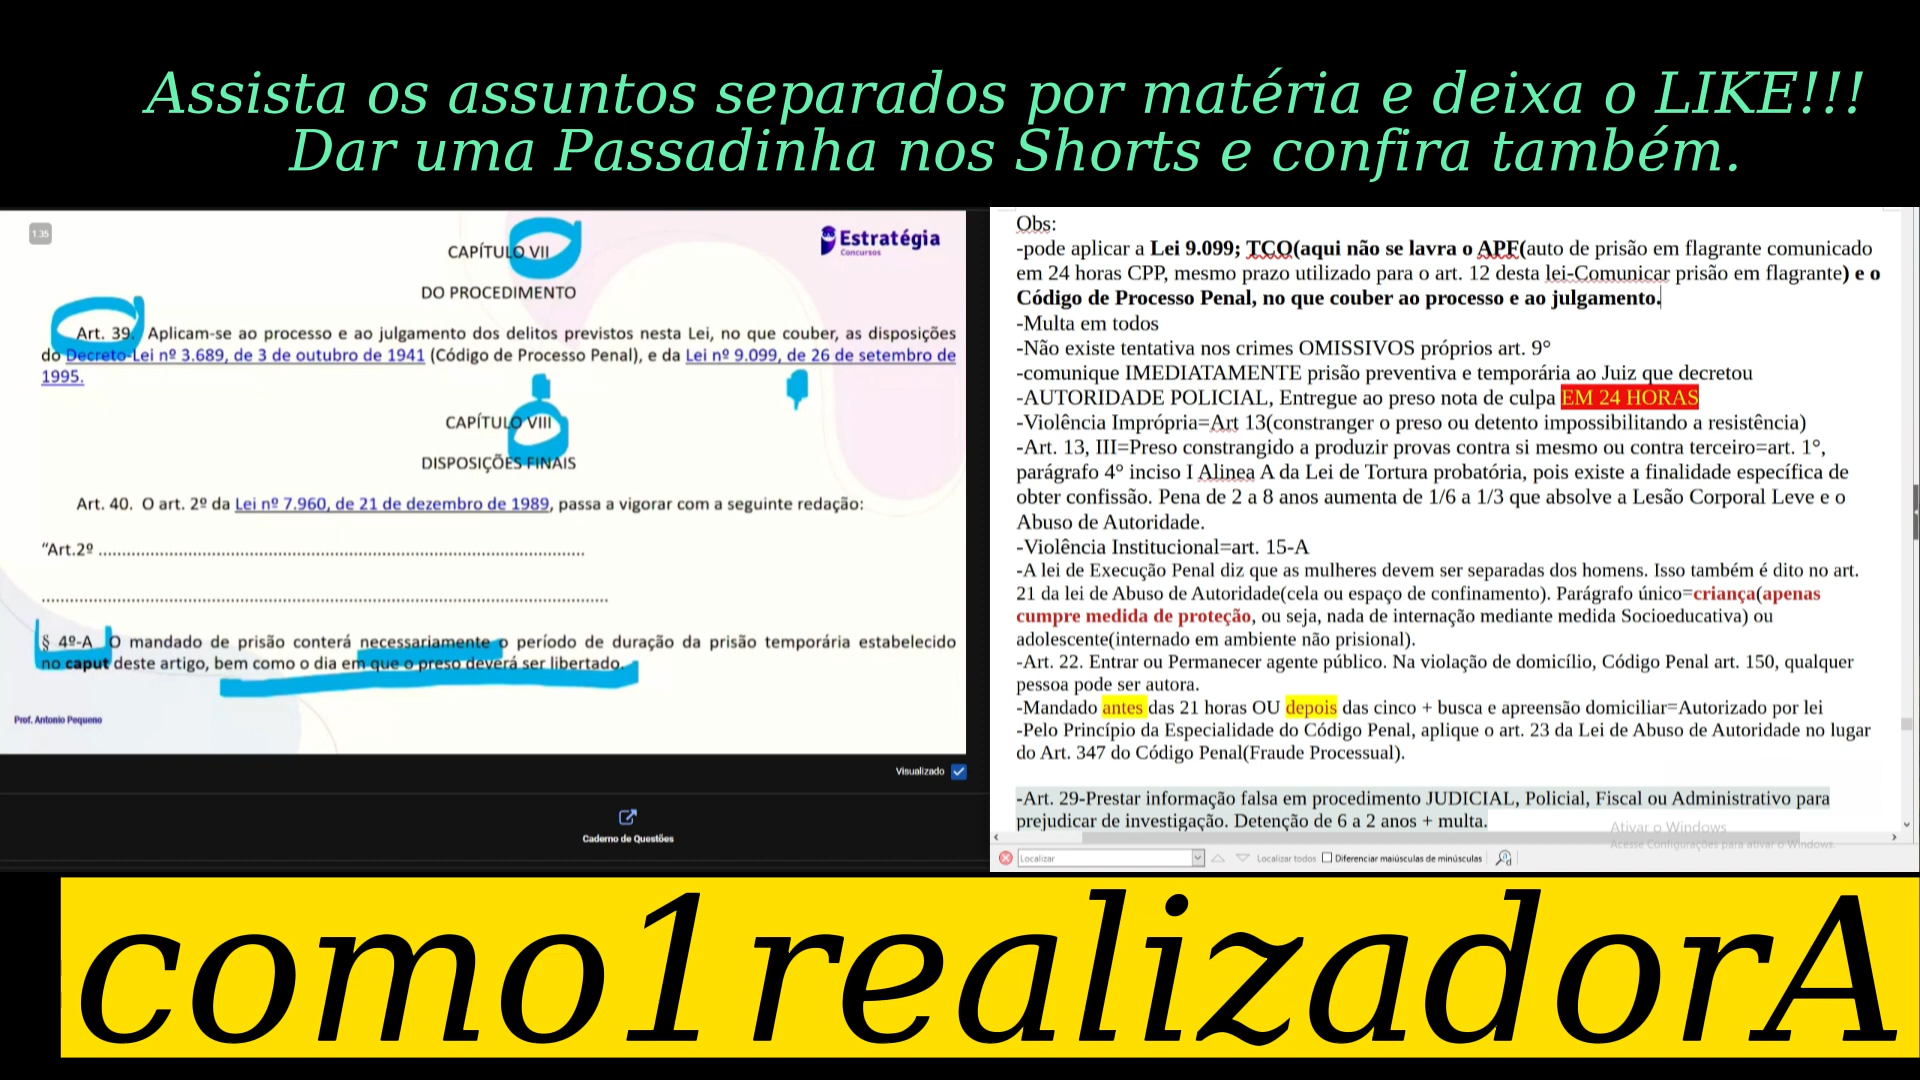 Assista os assuntos separados por matéria e deixa o LIKE!!!
Dar uma Passadinha nos Shorts e confira também.
1.35
Estratégia
Concursos
CAPÍTULO VII
DO PROCEDIMENTO
Art. 39. Aplicam-se ao processo e ao julgamento dos delitos previstos nesta Lei, no que couber, as disposições
do Decreto-Lei nº 3.689, de 3 de outubro de 1941 (Código de Processo Penal), e da Lei nº 9.099, de 26 de setembro de
1995.
CAPÍTULO VIII
DISPOSIÇÕES FINAIS
Art. 40. O art. 2º da Lei nº 7.960, de 21 de dezembro de 1989, passa a vigorar com a seguinte redação:
“Art.2º ..........................................................................................
..........................................................................................................
§ 4º-A O mandado de prisão conterá necessariamente o período de duração da prisão temporária estabelecido
no caput deste artigo, bem como o dia em que o preso deverá ser libertado.
Prof. Antonio Pequeno
Visualizado
Caderno de Questões
Obs:
-pode aplicar a Lei 9.099; TCO(aqui não se lavra o APF(auto de prisão em flagrante comunicado
em 24 horas CPP, mesmo prazo utilizado para o art. 12 desta lei-Comunicar prisão em flagrante) e o
Código de Processo Penal, no que couber ao processo e ao julgamento.
-Multa em todos
-Não existe tentativa nos crimes OMISSIVOS próprios art. 9°
-comunique IMEDIATAMENTE prisão preventiva e temporária ao Juiz que decretou
-AUTORIDADE POLICIAL, Entregue ao preso nota de culpa EM 24 HORAS
-Violência Imprópria=Art 13(constranger o preso ou detento impossibilitando a resistência)
-Art. 13, III=Preso constrangido a produzir provas contra si mesmo ou contra terceiro=art. 1°,
parágrafo 4° inciso I Alinea A da Lei de Tortura probatória, pois existe a finalidade específica de
obter confissão. Pena de 2 a 8 anos aumenta de 1/6 a 1/3 que absolve a Lesão Corporal Leve e o
Abuso de Autoridade.
-Violência Institucional=art. 15-A
-A lei de Execução Penal diz que as mulheres devem ser separadas dos homens. Isso também é dito no art.
21 da lei de Abuso de Autoridade(cela ou espaço de confinamento). Parágrafo único=criança(apenas
cumpre medida de proteção, ou seja, nada de internação mediante medida Socioeducativa) ou
adolescente(internado em ambiente não prisional).
-Art. 22. Entrar ou Permanecer agente público. Na violação de domicílio, Código Penal art. 150, qualquer
pessoa pode ser autora.
-Mandado antes das 21 horas OU depois das cinco + busca e apreensão domiciliar=Autorizado por lei
-Pelo Princípio da Especialidade do Código Penal, aplique o art. 23 da Lei de Abuso de Autoridade no lugar
do Art. 347 do Código Penal(Fraude Processual).
-Art. 29-Prestar informação falsa em procedimento JUDICIAL, Policial, Fiscal ou Administrativo para
prejudicar de investigação. Detenção de 6 a 2 anos + multa.
Ativar o Windows
Acesse Configurações para ativar o Windows.
Localizar
Localizar todos
Diferenciar maiúsculas de minúsculas
como1realizadorA